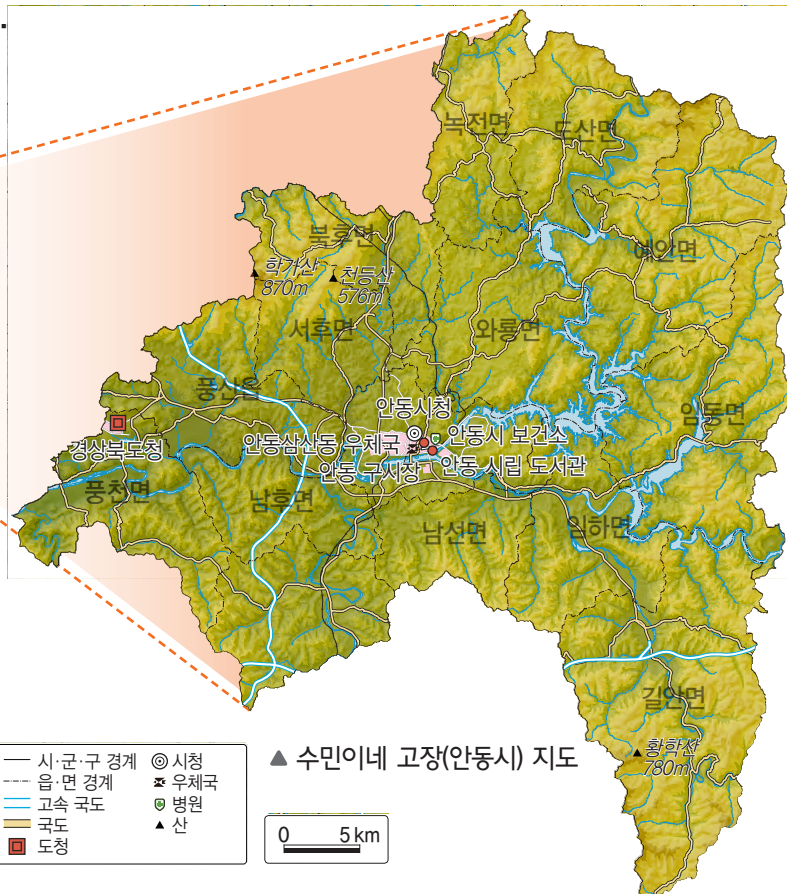 녹전면
도산면
북후면
예안면
학가산
870m
천등산
576m
서후면
와룡면
풍산읍
임동면
안동시청
안동삼산동 우체국
안동시 보건소
경상북도청
안동 구시장
안동 시립 도서관
풍천면
남후면
남선면
임하면
길안면
황학산
780m
▲ 수민이네 고장(안동시) 지도
시·군·구 경계
시청
읍·면 경계
우체국
고속 국도
병원
국도
산
도청
0 5km